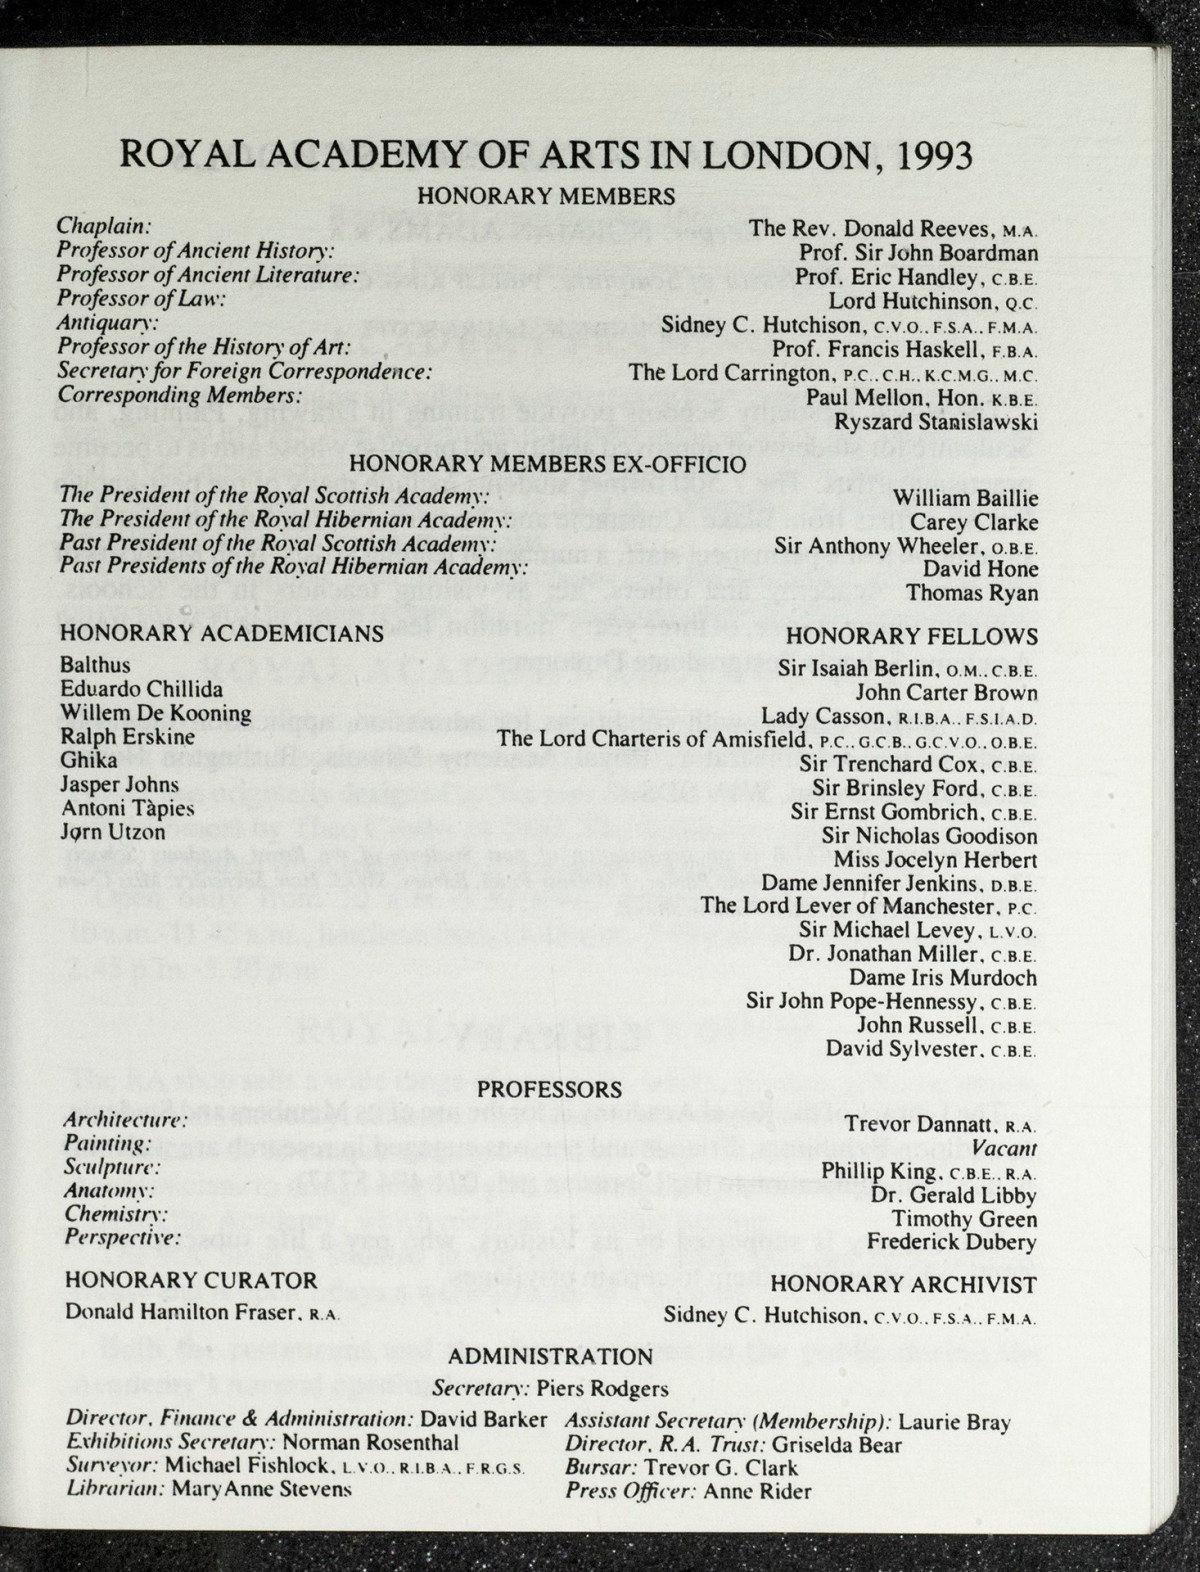 ROYAL ACADEMY OF ARTS IN LONDON, 1993
HONORARY MEMBERS
Chaplain: The Rev. Donald Reeves, M.A.
Professor of Ancient History: Prof. Sir John Boardman
Professor of Ancient Literature: Prof. Eric Handley, C.B.E.
Professor of Law: Lord Hutchinson, Q.C.
Antiquary: Sidney C. Hutchison, C.V.O., F.S.A., F.M.A.
Professor of the History of Art: Prof. Francis Haskell, F.B.A.
Secretary for Foreign Correspondence: The Lord Carrington, P.C., C.H., K.C.M.G., M.C.
Corresponding Members: Paul Mellon, Hon. K.B.E.
Ryszard Stanislawski
HONORARY MEMBERS EX-OFFICIO
The President of the Royal Scottish Academy: William Baillie
The President of the Royal Hibernian Academy: Carey Clarke
Past President of the Royal Scottish Academy: Sir Anthony Wheeler, O.B.E.
Past Presidents of the Royal Hibernian Academy: David Hone
Thomas Ryan
HONORARY ACADEMICIANS
Balthus
Eduardo Chillida
Willem De Kooning
Ralph Erskine
Ghika
Jasper Johns
Antoni Tàpies
Jørn Utzon
HONORARY FELLOWS
Sir Isaiah Berlin, O.M., C.B.E.
John Carter Brown
Lady Casson, R.I.B.A., F.S.I.A.D.
The Lord Charteris of Amisfield, P.C., G.C.B., G.C.V.O., O.B.E.
Sir Trenchard Cox, C.B.E.
Sir Brinsley Ford, C.B.E.
Sir Ernst Gombrich, C.B.E.
Sir Nicholas Goodison
Miss Jocelyn Herbert
Dame Jennifer Jenkins, D.B.E.
The Lord Lever of Manchester, P.C.
Sir Michael Levey, L.V.O.
Dr. Jonathan Miller, C.B.E.
Dame Iris Murdoch
Sir John Pope-Hennessy, C.B.E.
John Russell, C.B.E.
David Sylvester, C.B.E.
PROFESSORS
Architecture: Trevor Dannatt, R.A.
Painting: Vacant
Sculpture: Phillip King, C.B.E., R.A.
Anatomy: Dr. Gerald Libby
Chemistry: Timothy Green
Perspective: Frederick Dubery
HONORARY CURATOR
Donald Hamilton Fraser, R.A.
HONORARY ARCHIVIST
Sidney C. Hutchison, C.V.O., F.S.A., F.M.A.
ADMINISTRATION
Secretary: Piers Rodgers
Director, Finance & Administration: David Barker Assistant Secretary (Membership): Laurie Bray
Exhibitions Secretary: Norman Rosenthal Director, R.A. Trust: Griselda Bear
Surveyor: Michael Fishlock, L.V.O., R.I.B.A., F.R.G.S. Bursar: Trevor G. Clark
Librarian: MaryAnne Stevens Press Officer: Anne Rider